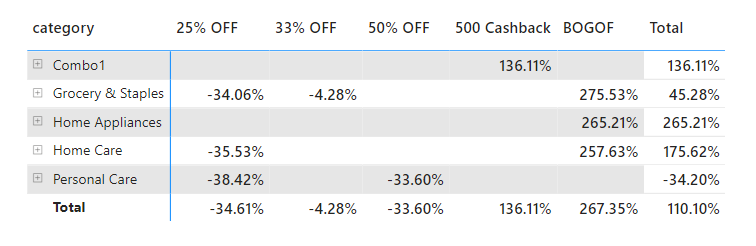 category 25% OFF 33% OFF 50% OFF 500 Cashback BOGOF Total
Combo1 136.11% 136.11%
Grocery & Staples -34.06% -4.28% 275.53% 45.28%
Home Appliances 265.21% 265.21%
Home Care -35.53% 257.63% 175.62%
Personal Care -38.42% -33.60% -34.20%
Total -34.61% -4.28% -33.60% 136.11% 267.35% 110.10%